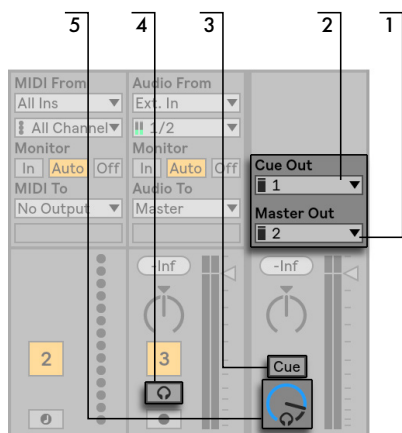 5 4 3 2 1
MIDI From
All Ins
All Channel
Monitor
In Auto Off
MIDI To
No Output
2
Audio From
Ext. In
1/2
Monitor
In Auto Off
Audio To
Master
-Inf
3
Cue Out
1
Master Out
2
-Inf
Cue